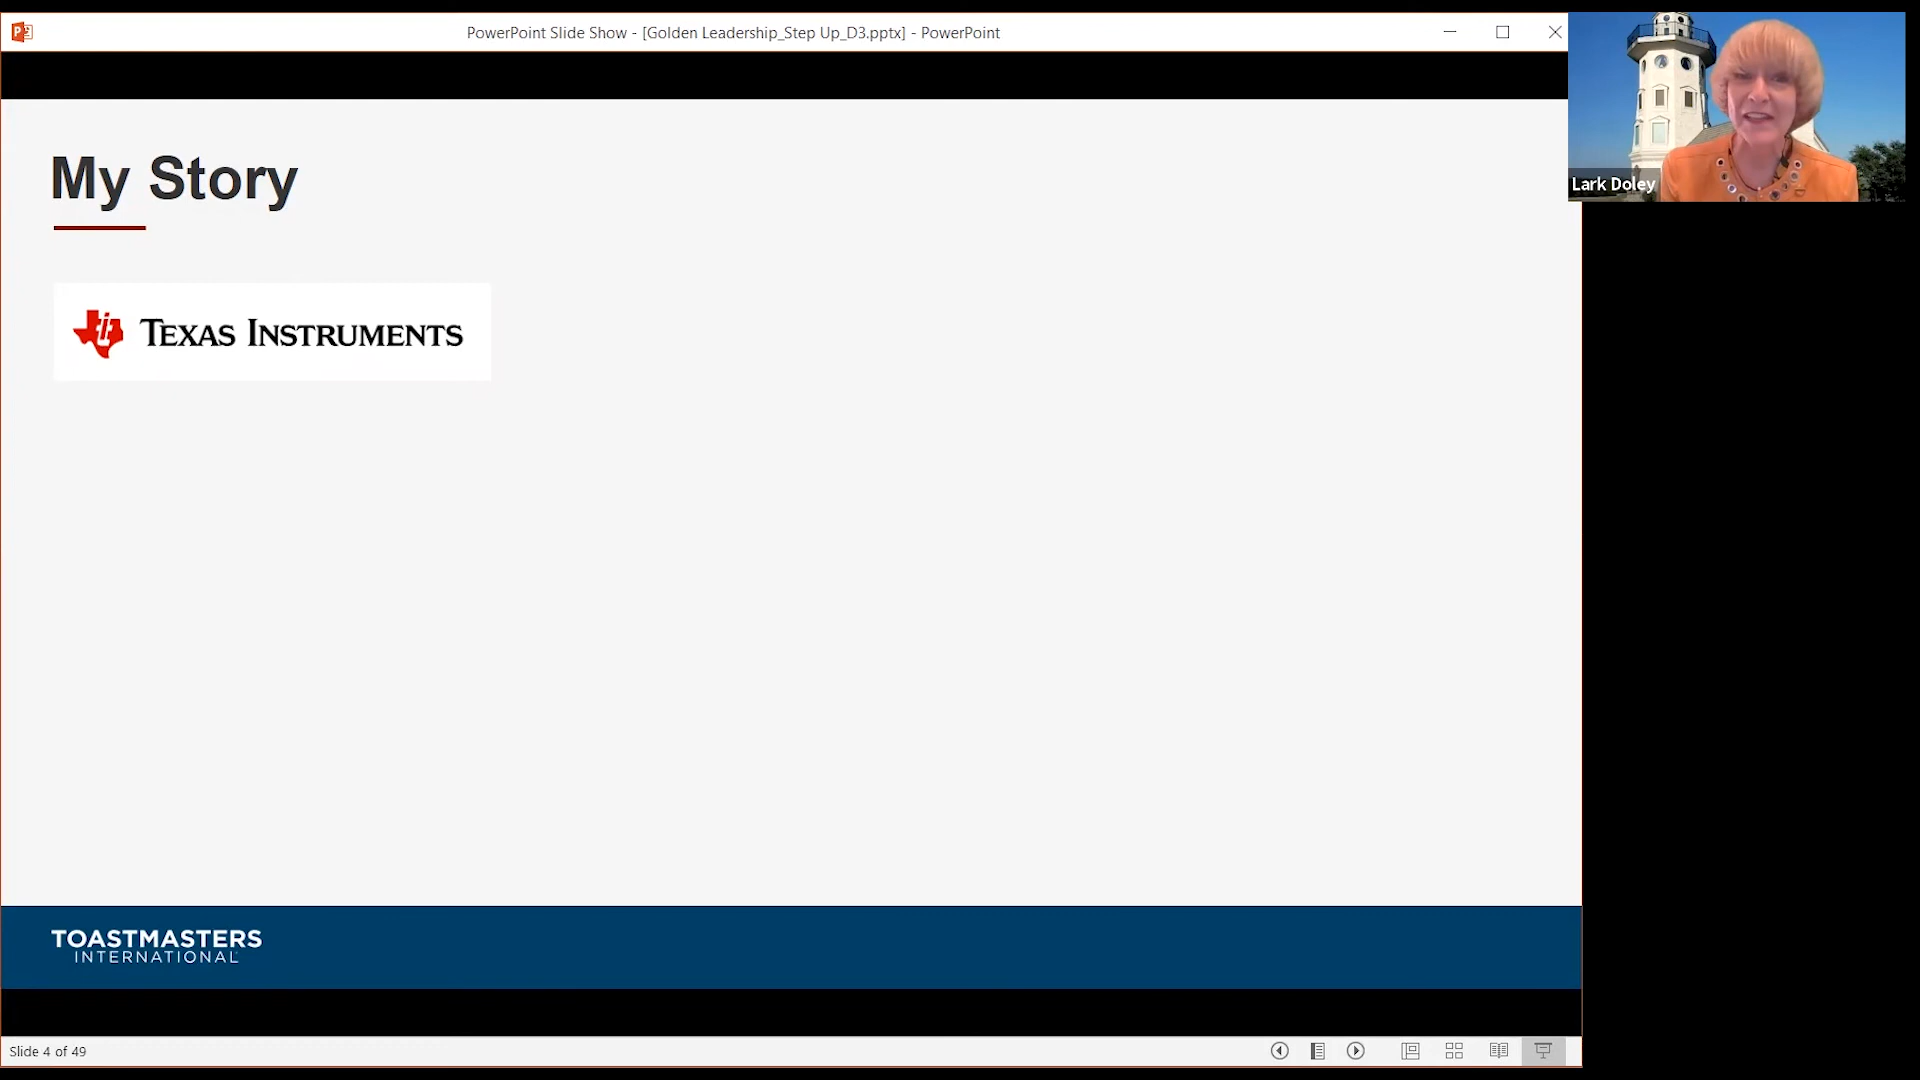 PowerPoint Slide Show - [Golden Leadership_Step Up_D3.pptx] - PowerPoint
Lark Doley
My Story
TEXAS INSTRUMENTS
TOASTMASTERS
INTERNATIONAL
Slide 4 of 49